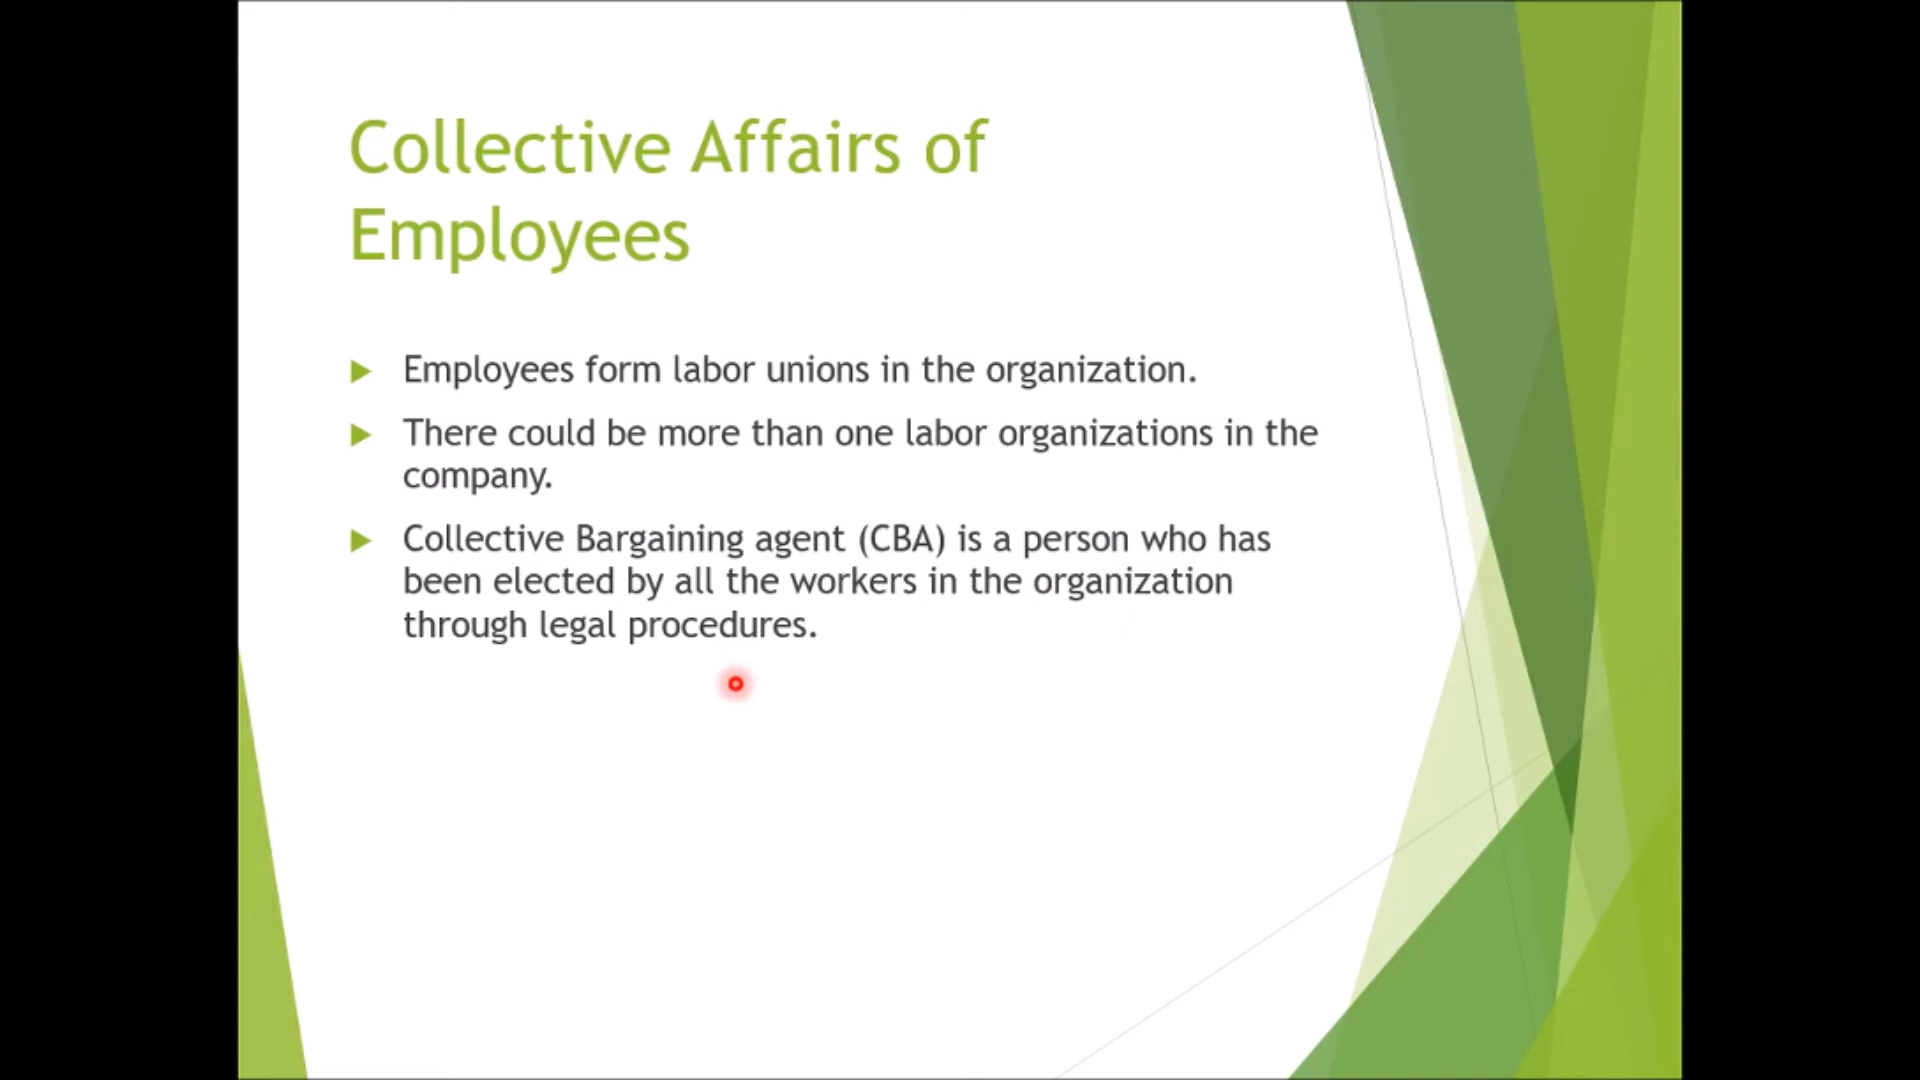 Collective Affairs of
Employees
Employees form labor unions in the organization.
There could be more than one labor organizations in the
company.
Collective Bargaining agent (CBA) is a person who has
been elected by all the workers in the organization
through legal procedures.